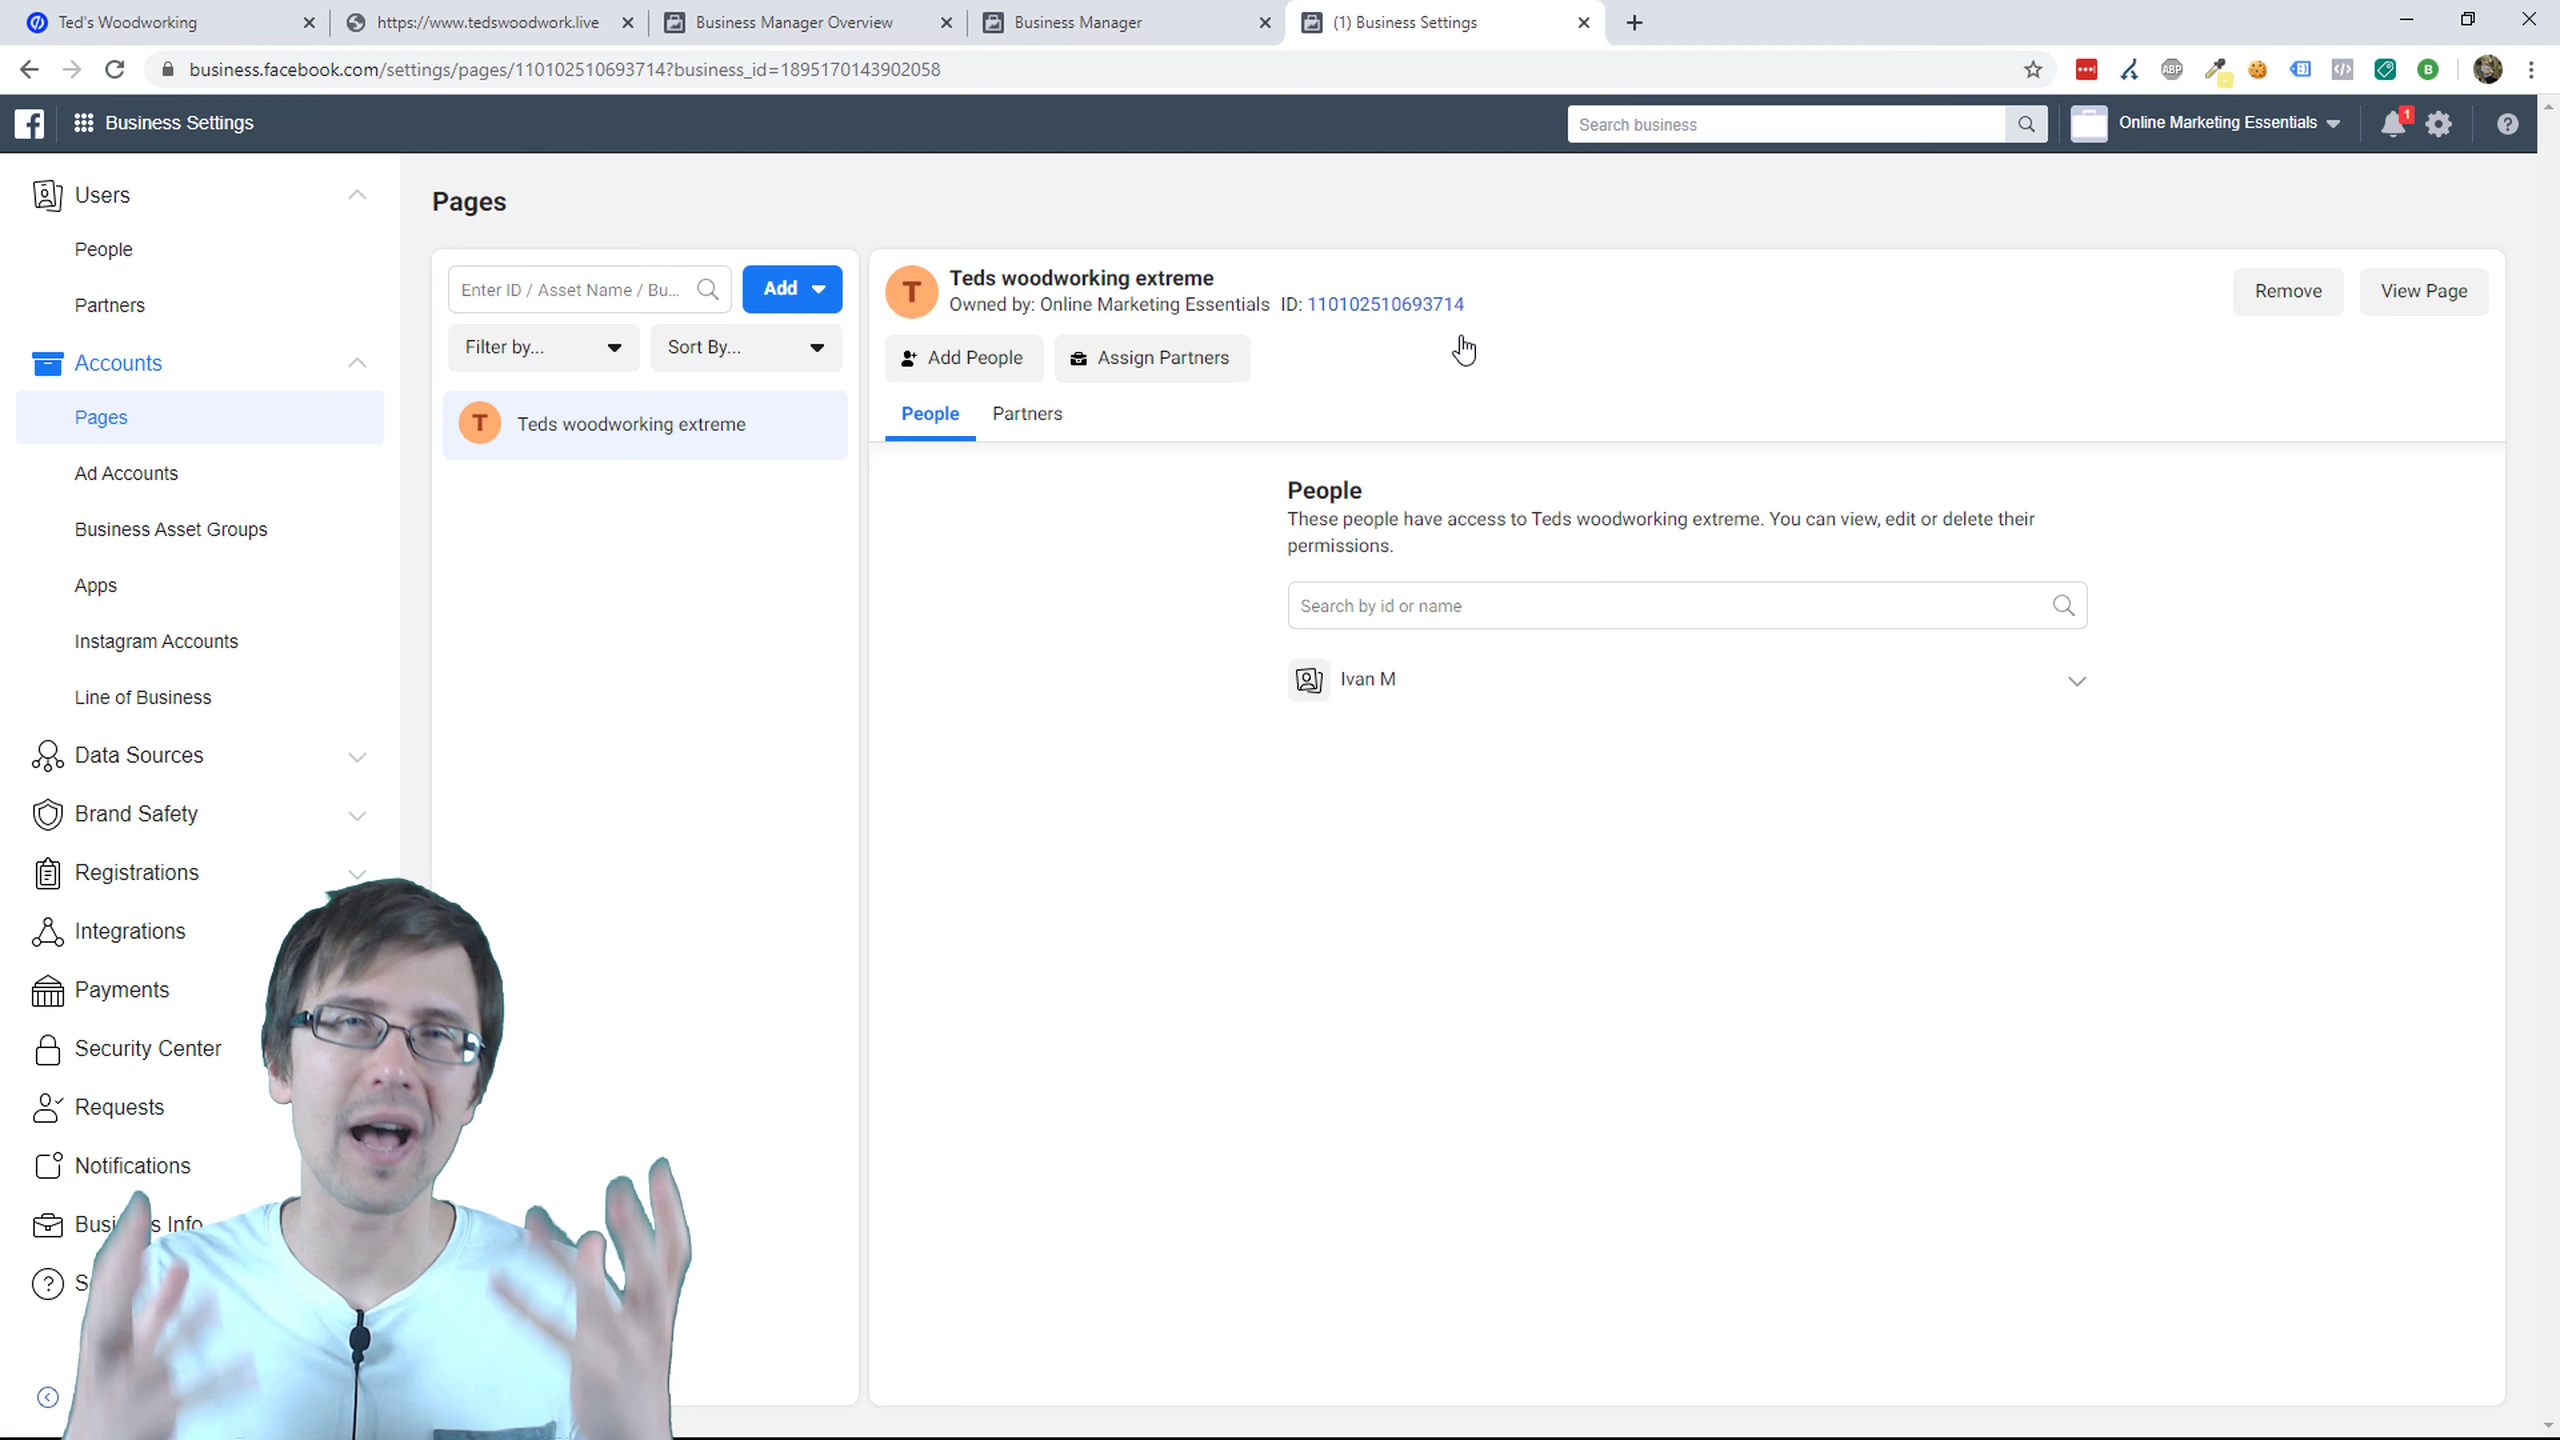 Ted's Woodworking
https://www.tedswoodwork.live
Business Manager Overview
Business Manager
(1) Business Settings
business.facebook.com/settings/pages/110102510693714?business_id=1895170143902058
ABP
B
Business Settings
Search business
Online Marketing Essentials
1
Users
People
Partners
Accounts
Pages
Ad Accounts
Business Asset Groups
Apps
Instagram Accounts
Line of Business
Data Sources
Brand Safety
Registrations
Integrations
Payments
Security Center
Requests
Notifications
Pages
Enter ID / Asset Name / Bu...
Add
Filter by...
Sort By...
T
Teds woodworking extreme
T
Teds woodworking extreme
Owned by: Online Marketing Essentials ID: 110102510693714
Remove
View Page
Add People
Assign Partners
People
Partners
People
These people have access to Teds woodworking extreme. You can view, edit or delete their
permissions.
Search by id or name
Ivan M